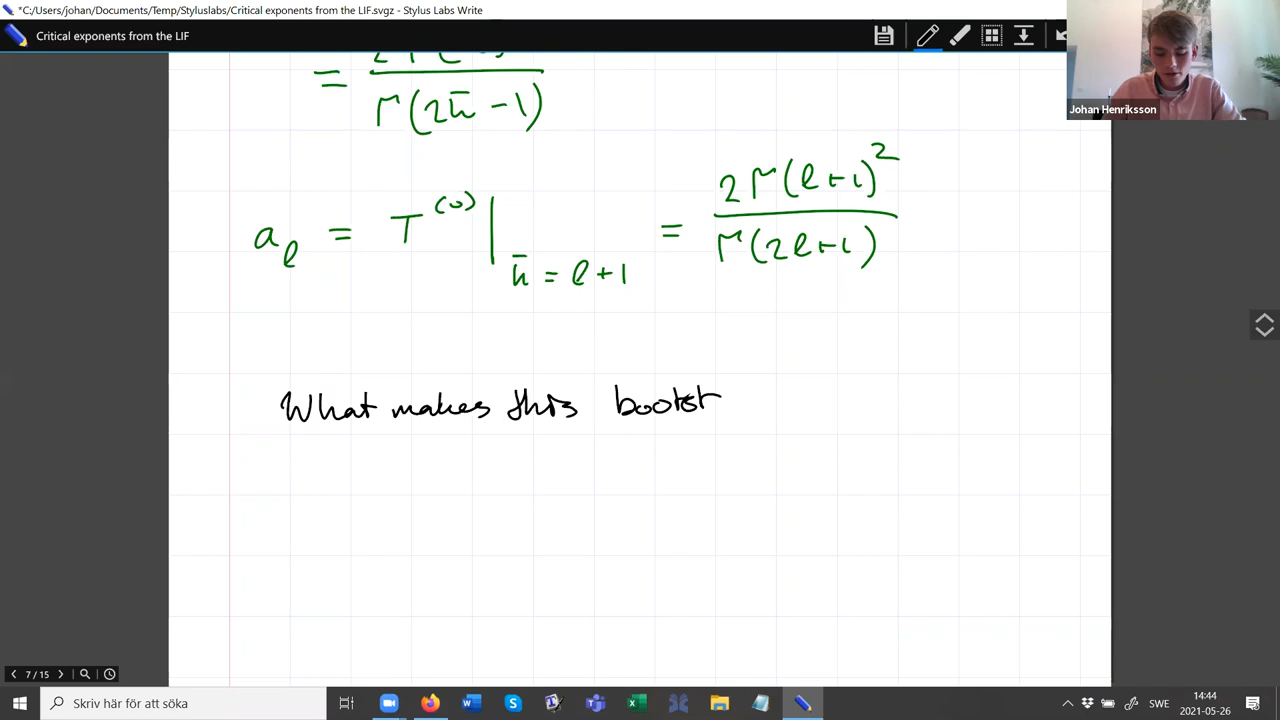 *C:/Users/johan/Documents/Temp/Styluslabs/Critical exponents from the LIF.svgz - Stylus Labs Write
Critical exponents from the LIF
Johan Henriksson
= / Γ(2h̄ - 1)
a_ℓ = T^(0) |_{h̄ = ℓ+1} = 2Γ(ℓ+1)² / Γ(2ℓ+1)
What makes this bootst
7 / 15
Skriv här för att söka
SWE
14:44
2021-05-26